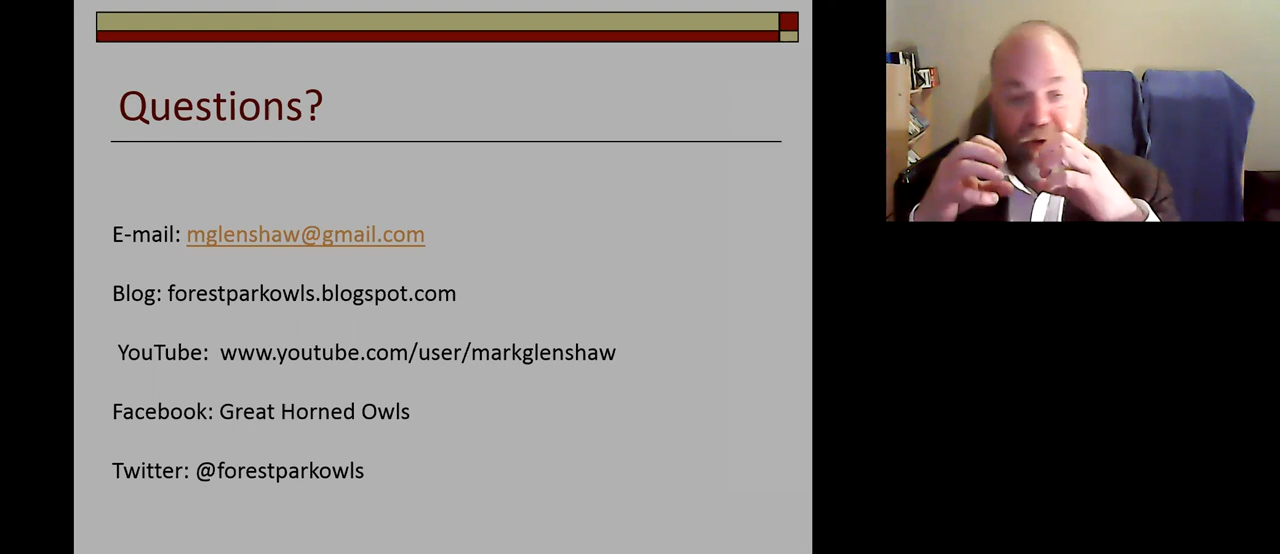 Questions?
E-mail: mglenshaw@gmail.com
Blog: forestparkowls.blogspot.com
YouTube: www.youtube.com/user/markglenshaw
Facebook: Great Horned Owls
Twitter: @forestparkowls